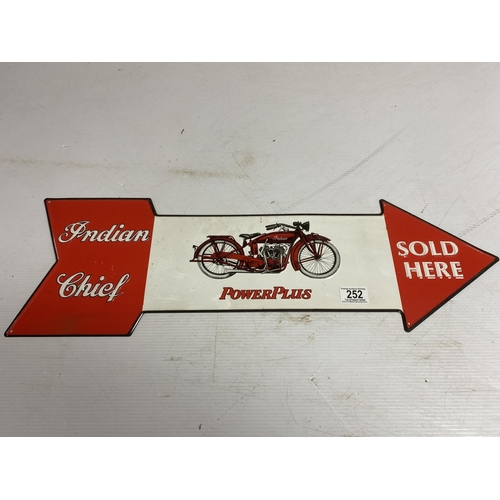 Indian
Chief
PowerPlus
252
SOLD
HERE